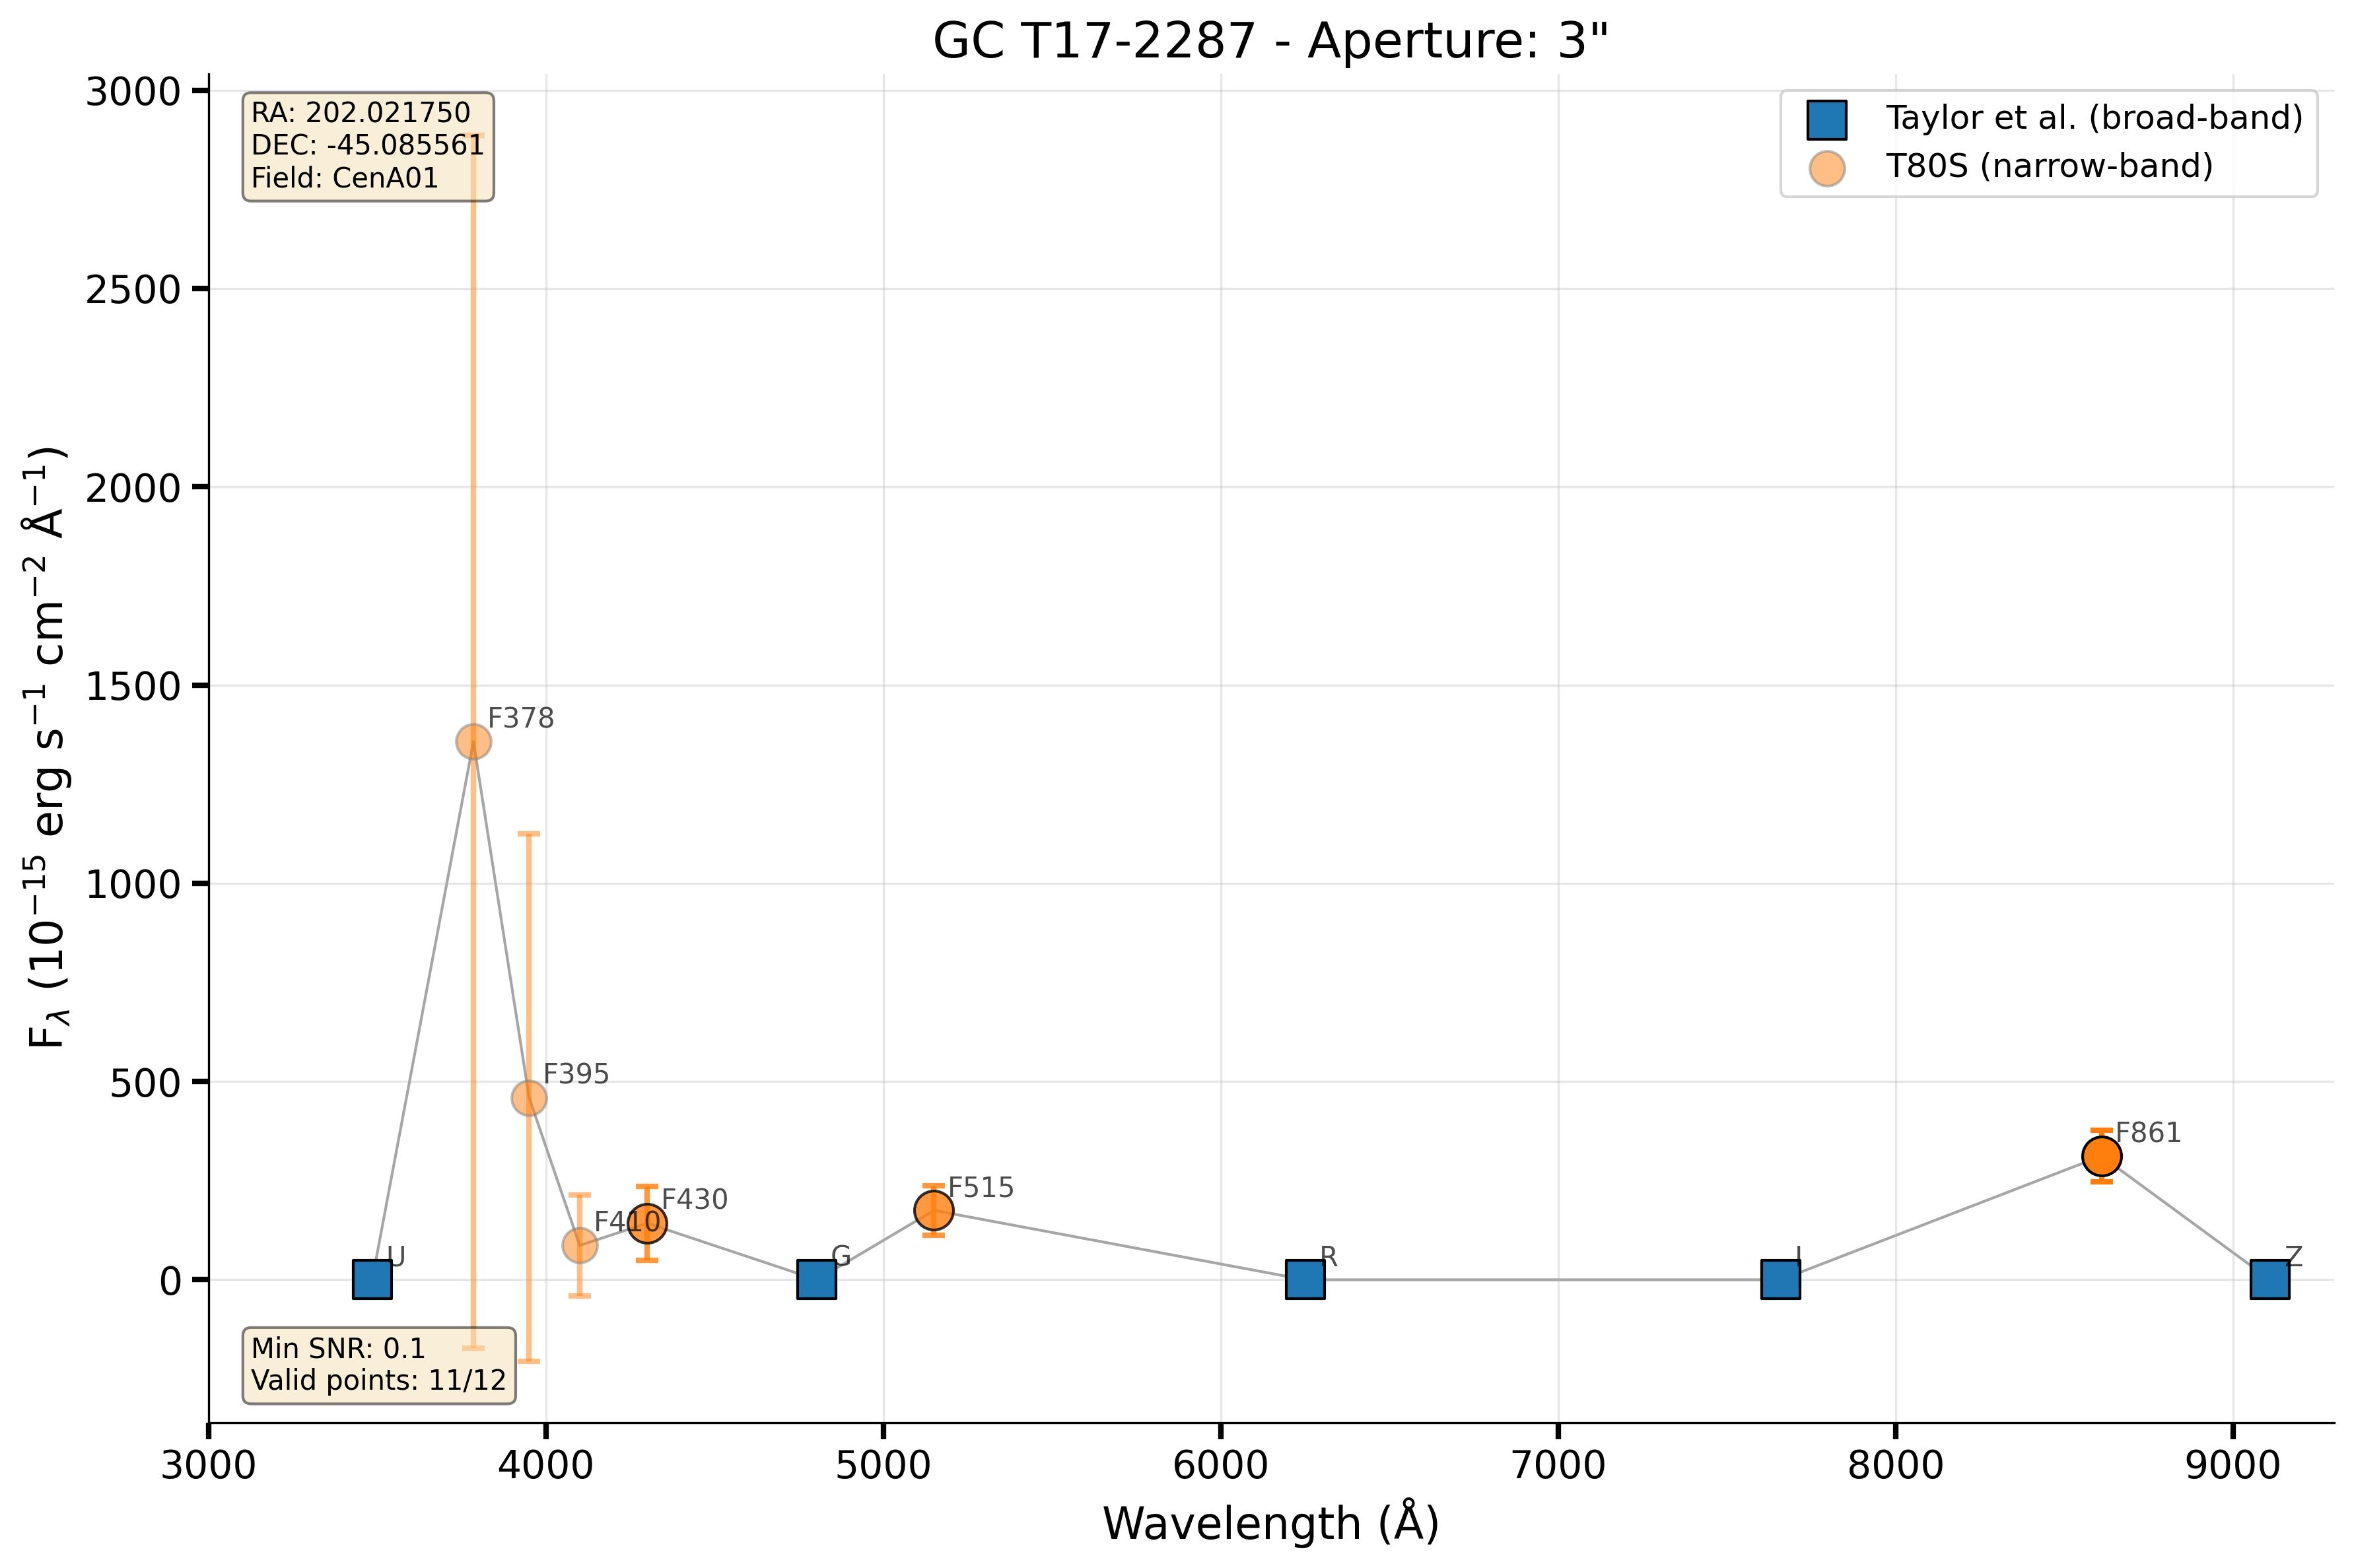 GC T17-2287 - Aperture: 3"
RA: 202.021750
DEC: -45.085561
Field: CenA01
Taylor et al. (broad-band)
T80S (narrow-band)
3000
2500
2000
1500
1000
500
0
F_λ (10⁻¹⁵ erg s⁻¹ cm⁻² Å⁻¹)
F378
F395
F410
F430
F515
F861
U
G
R
I
Z
Min SNR: 0.1
Valid points: 11/12
3000 4000 5000 6000 7000 8000 9000
Wavelength (Å)